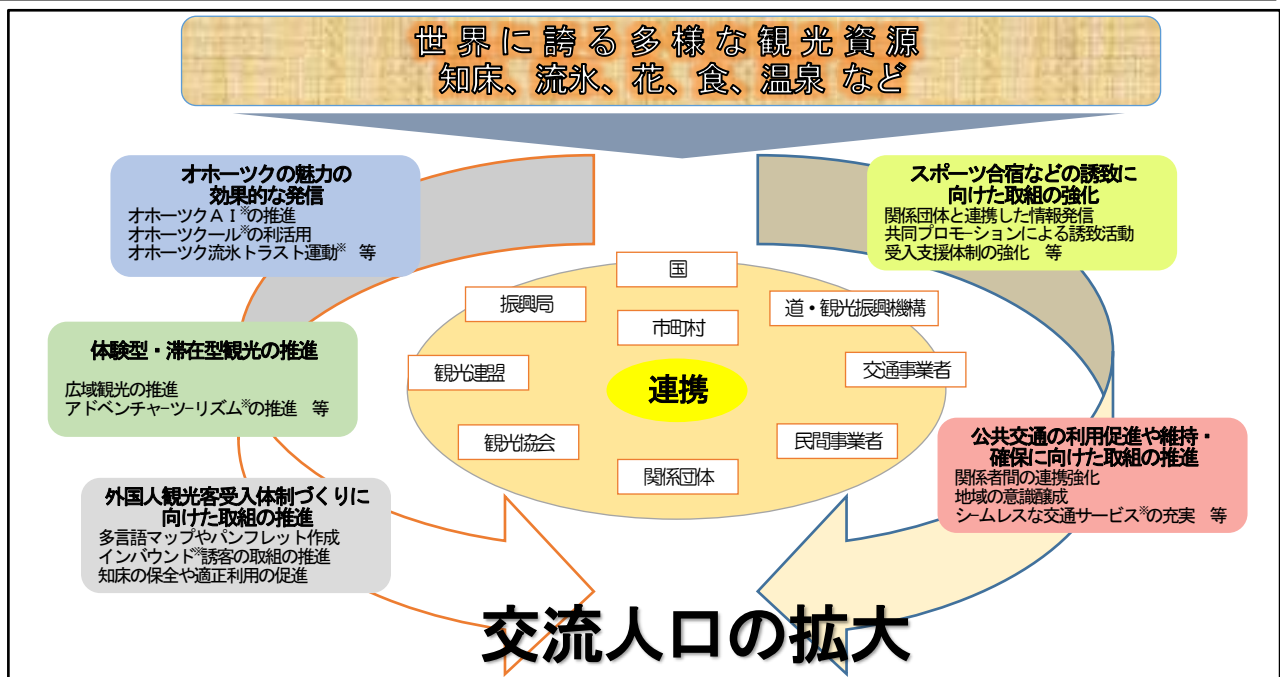 世界に誇る多様な観光資源
知床、流氷、花、食、温泉 など
オホーツクの魅力の
効果的な発信
オホーツクＡＩ※の推進
オホーツクール※の利活用
オホーツク流氷トラスト運動※ 等
スポーツ合宿などの誘致に
向けた取組の強化
関係団体と連携した情報発信
共同プロモーションによる誘致活動
受入支援体制の強化 等
体験型・滞在型観光の推進
広域観光の推進
アドベンチャーツーリズム※の推進 等
国
振興局
市町村
道・観光振興機構
観光連盟
連携
交通事業者
観光協会
民間事業者
関係団体
公共交通の利用促進や維持・
確保に向けた取組の推進
関係者間の連携強化
地域の意識醸成
シームレスな交通サービス※の充実 等
外国人観光客受入体制づくりに
向けた取組の推進
多言語マップやパンフレット作成
インバウンド※誘客の取組の推進
知床の保全や適正利用の促進
交流人口の拡大